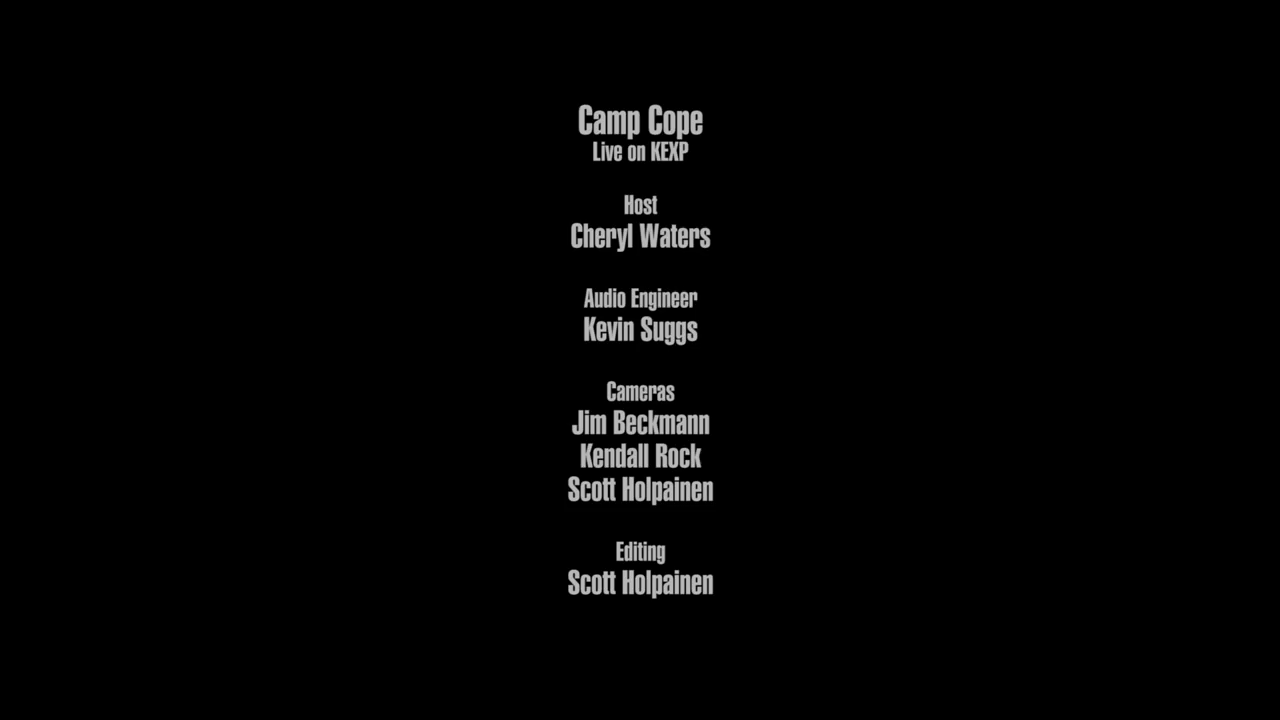 Camp Cope
Live on KEXP
Host
Cheryl Waters
Audio Engineer
Kevin Suggs
Cameras
Jim Beckmann
Kendall Rock
Scott Holpainen
Editing
Scott Holpainen